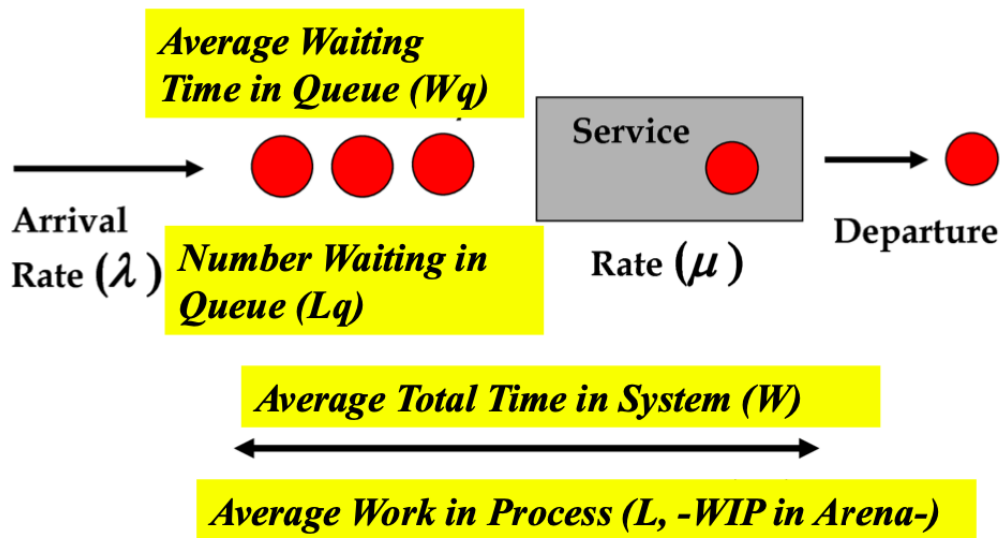 Average Waiting
Time in Queue (Wq)
Service
Arrival
Rate (λ)
Number Waiting in
Queue (Lq)
Rate (μ)
Departure
Average Total Time in System (W)
Average Work in Process (L, -WIP in Arena-)